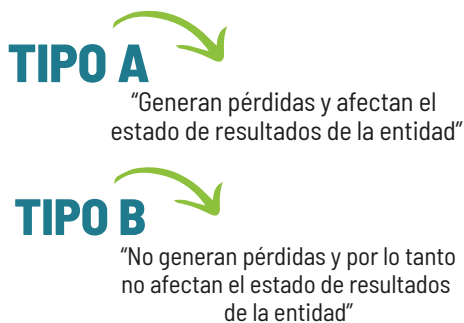 TIPO A
“Generan pérdidas y afectan el
estado de resultados de la entidad”
TIPO B
“No generan pérdidas y por lo tanto
no afectan el estado de resultados
de la entidad”